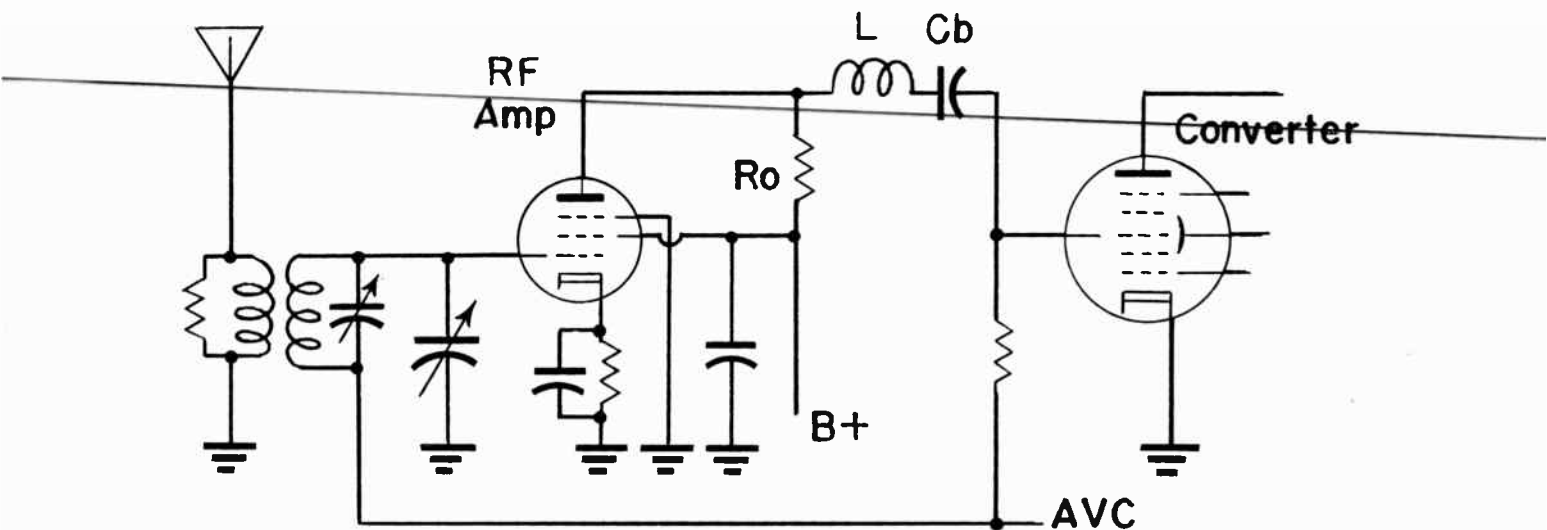 L Cb
RF
Amp
Converter
Ro
B+
AVC